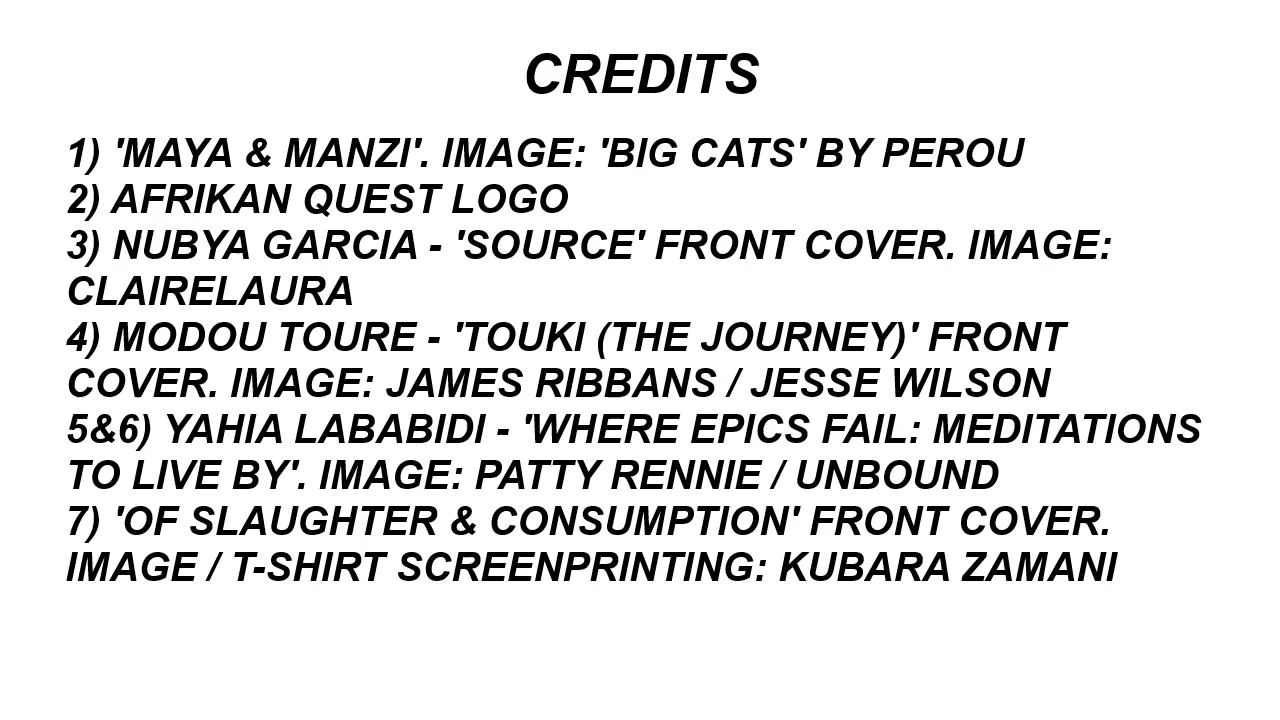 CREDITS
1) 'MAYA & MANZI'. IMAGE: 'BIG CATS' BY PEROU
2) AFRIKAN QUEST LOGO
3) NUBYA GARCIA - 'SOURCE' FRONT COVER. IMAGE:
CLAIRELAURA
4) MODOU TOURE - 'TOUKI (THE JOURNEY)' FRONT
COVER. IMAGE: JAMES RIBBANS / JESSE WILSON
5&6) YAHIA LABABIDI - 'WHERE EPICS FAIL: MEDITATIONS
TO LIVE BY'. IMAGE: PATTY RENNIE / UNBOUND
7) 'OF SLAUGHTER & CONSUMPTION' FRONT COVER.
IMAGE / T-SHIRT SCREENPRINTING: KUBARA ZAMANI